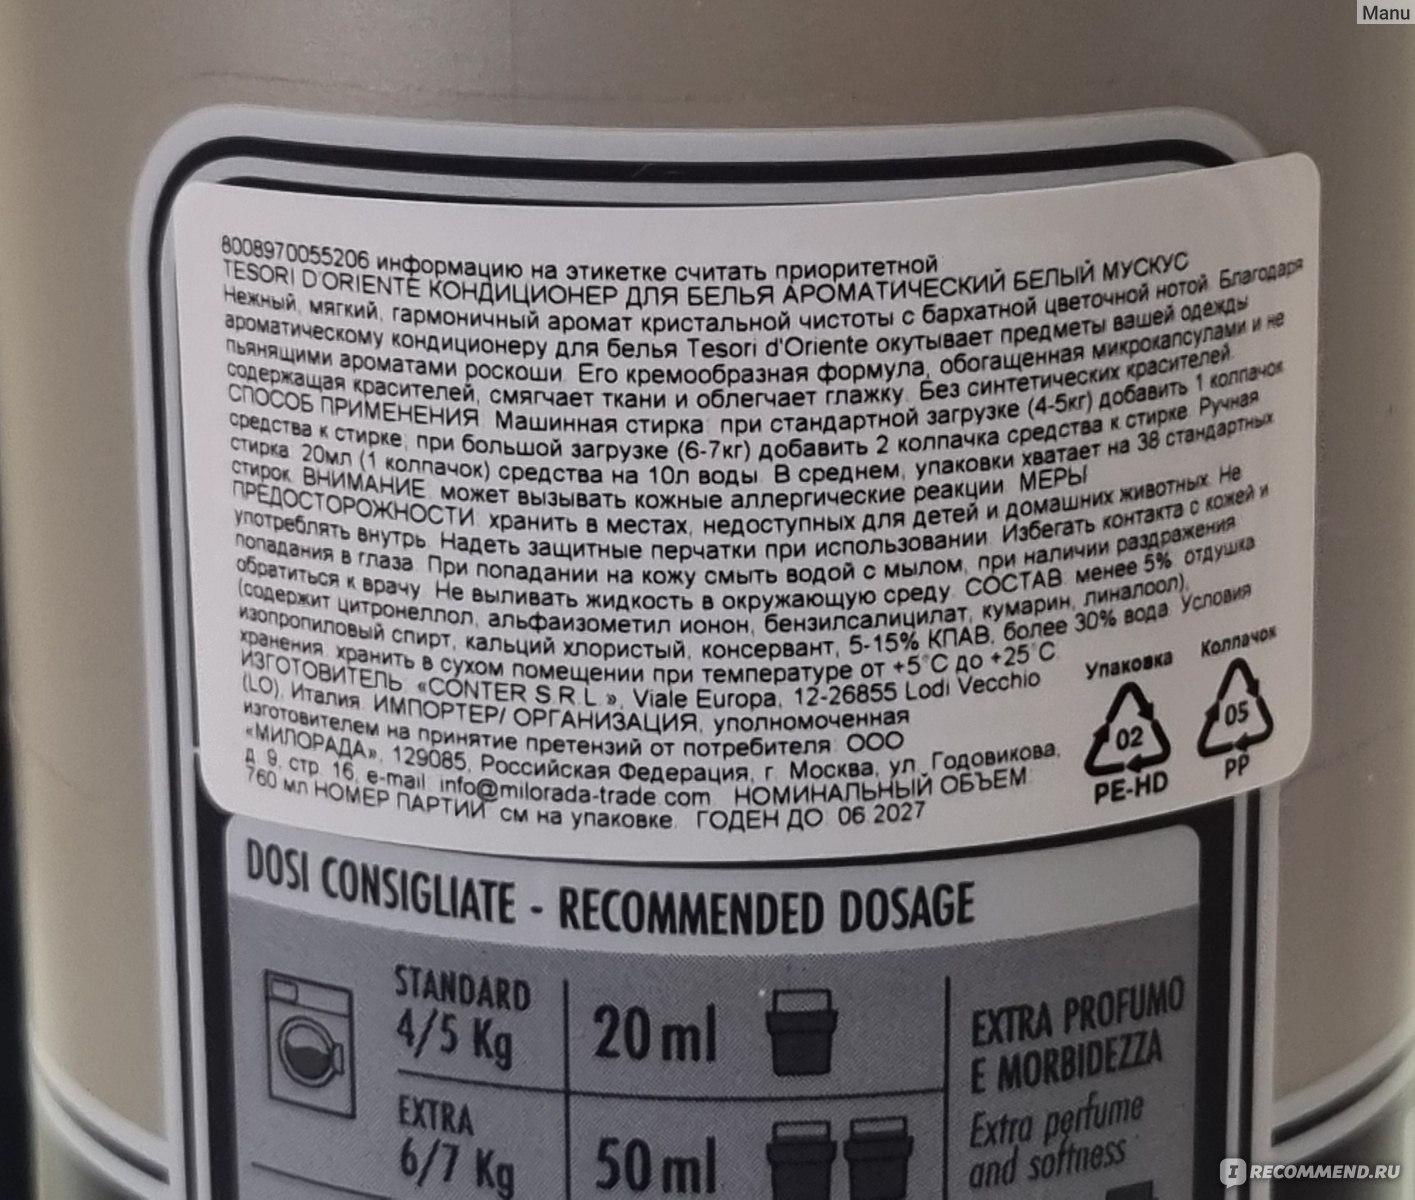 Manu
8008970055206 информацию на этикетке считать приоритетной
TESORI D'ORIENTE КОНДИЦИОНЕР ДЛЯ БЕЛЬЯ АРОМАТИЧЕСКИЙ БЕЛЫЙ МУСКУС
Нежный, мягкий, гармоничный аромат кристальной чистоты с бархатной цветочной нотой. Благодаря
ароматическому кондиционеру для белья Tesori d'Oriente окутывает предметы вашей одежды
пьянящими ароматами роскоши. Его кремообразная формула, обогащенная микрокапсулами и не
содержащая красителей, смягчает ткани и облегчает глажку. Без синтетических красителей.
СПОСОБ ПРИМЕНЕНИЯ: Машинная стирка: при стандартной загрузке (4-5кг) добавить 1 колпачок
средства к стирке; при большой загрузке (6-7кг) добавить 2 колпачка средства к стирке. Ручная
стирка: 20мл (1 колпачок) средства на 10л воды. В среднем, упаковки хватает на 38 стандартных
стирок. ВНИМАНИЕ: может вызывать кожные аллергические реакции. МЕРЫ
ПРЕДОСТОРОЖНОСТИ: хранить в местах, недоступных для детей и домашних животных. Не
употреблять внутрь. Надеть защитные перчатки при использовании. Избегать контакта с кожей и
попадания в глаза. При попадании на кожу смыть водой с мылом, при наличии раздражения
обратиться к врачу. Не выливать жидкость в окружающую среду. СОСТАВ: менее 5%: отдушка
(содержит цитронеллол, альфаизометил ионон, бензилсалицилат, кумарин, линалоол),
изопропиловый спирт, кальций хлористый, консервант, 5-15% КПАВ, более 30% вода. Условия
хранения: хранить в сухом помещении при температуре от +5°C до +25°C.
ИЗГОТОВИТЕЛЬ: «CONTER S.R.L.», Viale Europa, 12-26855 Lodi Vecchio
(LO), Италия. ИМПОРТЕР/ ОРГАНИЗАЦИЯ, уполномоченная
изготовителем на принятие претензий от потребителя: ООО
«МИЛОРАДА», 129085, Российская Федерация, г. Москва, ул. Годовикова,
д. 9, стр. 16, e-mail: info@milorada-trade.com. НОМИНАЛЬНЫЙ ОБЪЕМ:
760 мл НОМЕР ПАРТИИ: см на упаковке. ГОДЕН ДО: 06.2027
Упаковка
Колпачок
02
05
PE-HD
PP
DOSI CONSIGLIATE - RECOMMENDED DOSAGE
STANDARD
4/5 Kg
20 ml
EXTRA PROFUMO
E MORBIDEZZA
Extra perfume
and softness
EXTRA
6/7 Kg
50 ml
IRECOMMEND.RU